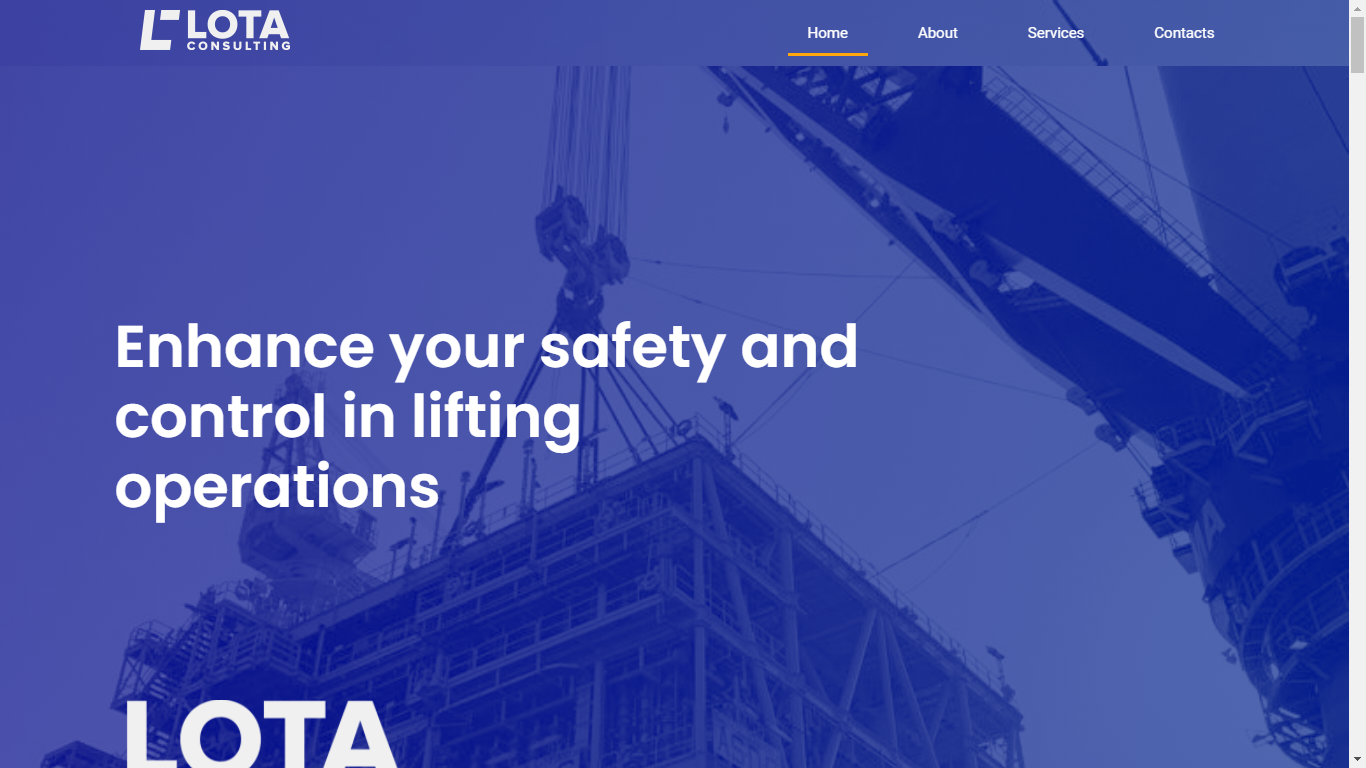 LOTA
CONSULTING
Home
About
Services
Contacts
Enhance your safety and
control in lifting
operations
LOTA